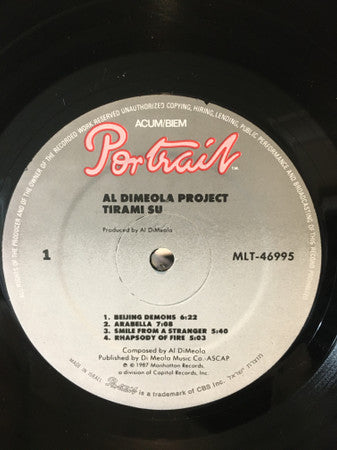 ALL RIGHTS OF THE PRODUCER AND OF THE OWNER OF THE RECORDED WORK RESERVED UNAUTHORIZED COPYING, HIRING, LENDING, PUBLIC PERFORMANCE AND BROADCASTING OF THIS RECORD PROHIBITED
ACUM/BIEM
Portrait
TM
AL DIMEOLA PROJECT
TIRAMI SU
Produced by Al DiMeola
1
MLT-46995
1. BEIJING DEMONS 6:22
2. ARABELLA 7:08
3. SMILE FROM A STRANGER 5:40
4. RHAPSODY OF FIRE 5:03
Composed by Al DiMeola
Published by Di Meola Music Co. ASCAP
℗ © 1987 Manhattan Records,
a division of Capitol Records, Inc.
MADE IN ISRAEL
Portrait is a trademark of CBS Inc.
תוצרת ישראל